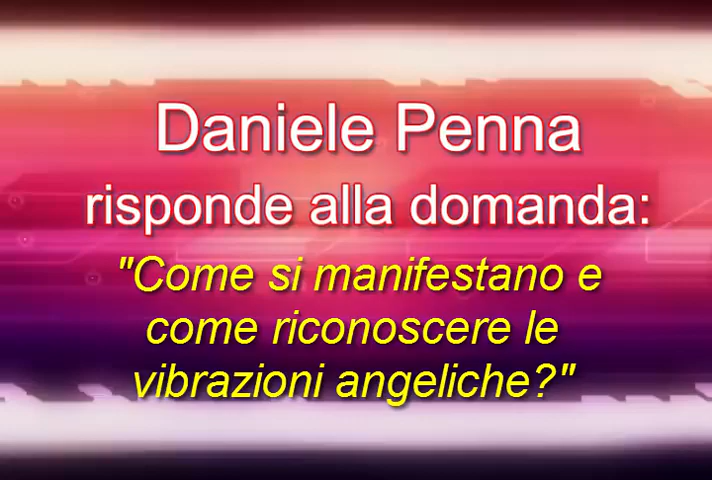 Daniele Penna
risponde alla domanda:
"Come si manifestano e
come riconoscere le
vibrazioni angeliche?"